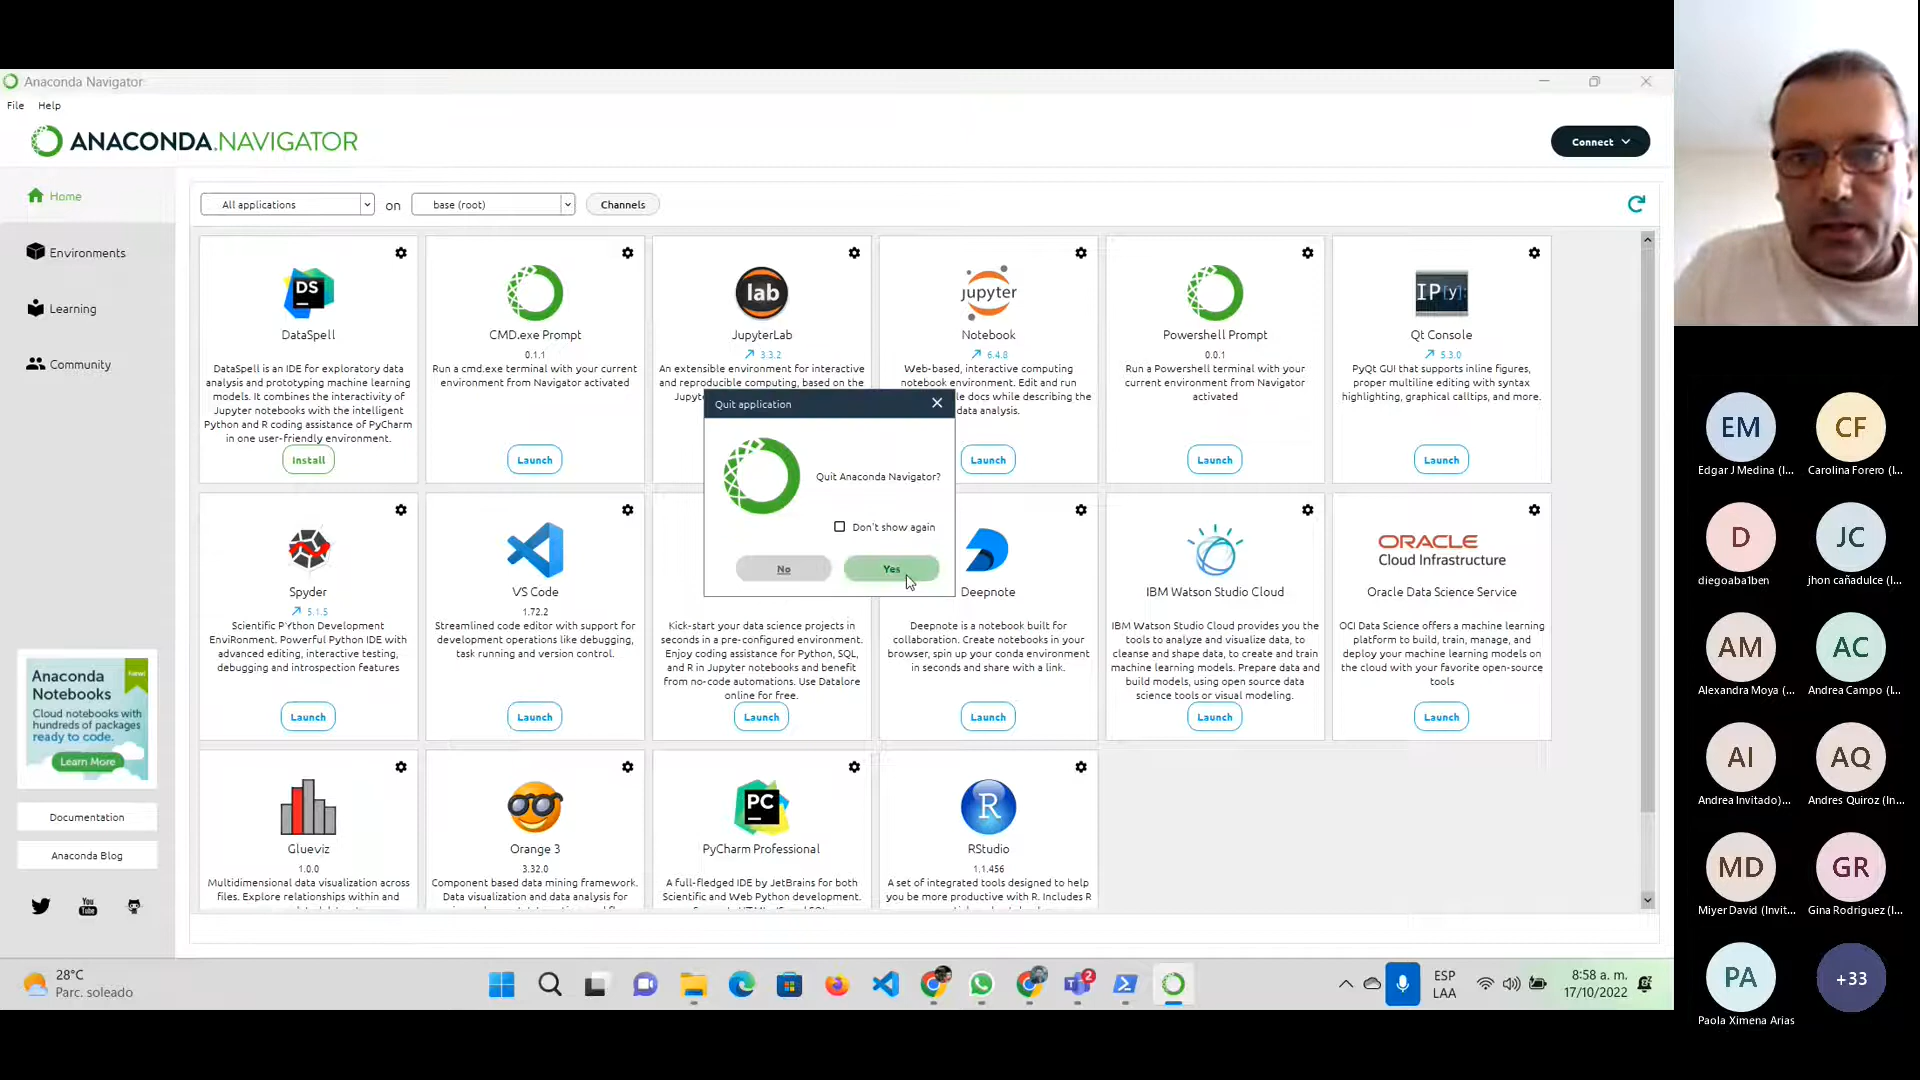 Anaconda Navigator
File Help
ANACONDA.NAVIGATOR
Connect
Home
Environments
Learning
Community
All applications
on
base (root)
Channels
DS
DataSpell
DataSpell is an IDE for exploratory data
analysis and prototyping machine learning
models. It combines the interactivity of
Jupyter notebooks with the intelligent
Python and R coding assistance of PyCharm
in one user-friendly environment.
Install
CMD.exe Prompt
0.1.1
Run a cmd.exe terminal with your current
environment from Navigator activated
Launch
lab
JupyterLab
3.3.2
An extensible environment for interactive
and reproducible computing, based on the
jupyter
Notebook
6.4.8
Web-based, interactive computing
notebook environment. Edit and run
docs while describing the
data analysis.
Launch
Powershell Prompt
0.0.1
Run a Powershell terminal with your
current environment from Navigator
activated
Launch
IP[y]:
Qt Console
5.3.0
PyQt GUI that supports inline figures,
proper multiline editing with syntax
highlighting, graphical calltips, and more.
Launch
Quit application
Quit Anaconda Navigator?
Don't show again
No
Yes
Spyder
5.1.5
Scientific PYthon Development
EnviRonment. Powerful Python IDE with
advanced editing, interactive testing,
debugging and introspection features
Launch
VS Code
1.72.2
Streamlined code editor with support for
development operations like debugging,
task running and version control.
Launch
Kick-start your data science projects in
seconds in a pre-configured environment.
Enjoy coding assistance for Python, SQL,
and R in Jupyter notebooks and benefit
from no-code automations. Use Datalore
online for free.
Launch
Deepnote
Deepnote is a notebook built for
collaboration. Create notebooks in your
browser, spin up your conda environment
in seconds and share with a link.
Launch
IBM Watson Studio Cloud
IBM Watson Studio Cloud provides you the
tools to analyze and visualize data, to
cleanse and shape data, to create and train
machine learning models. Prepare data and
build models, using open source data
science tools or visual modeling.
Launch
ORACLE
Cloud Infrastructure
Oracle Data Science Service
OCI Data Science offers a machine learning
platform to build, train, manage, and
deploy your machine learning models on
the cloud with your favorite open-source
tools
Launch
Glueviz
1.0.0
Multidimensional data visualization across
files. Explore relationships within and
Orange 3
3.32.0
Component based data mining framework.
Data visualization and data analysis for
PC
PyCharm Professional
A full-fledged IDE by JetBrains for both
Scientific and Web Python development.
R
RStudio
1.1.456
A set of integrated tools designed to help
you be more productive with R. Includes R
Anaconda
Notebooks
New!
Cloud notebooks with
hundreds of packages
ready to code.
Learn More
Documentation
Anaconda Blog
You
Tube
28°C
Parc. soleado
2
ESP
LAA
8:58 a. m.
17/10/2022
EM
Edgar J Medina (I...
CF
Carolina Forero (I...
D
diegoaba1ben
JC
jhon cañadulce (I...
AM
Alexandra Moya (...
AC
Andrea Campo (I...
AI
Andrea Invitado)...
AQ
Andres Quiroz (In...
MD
Miyer David (Invit...
GR
Gina Rodriguez (I...
PA
Paola Ximena Arias
+33